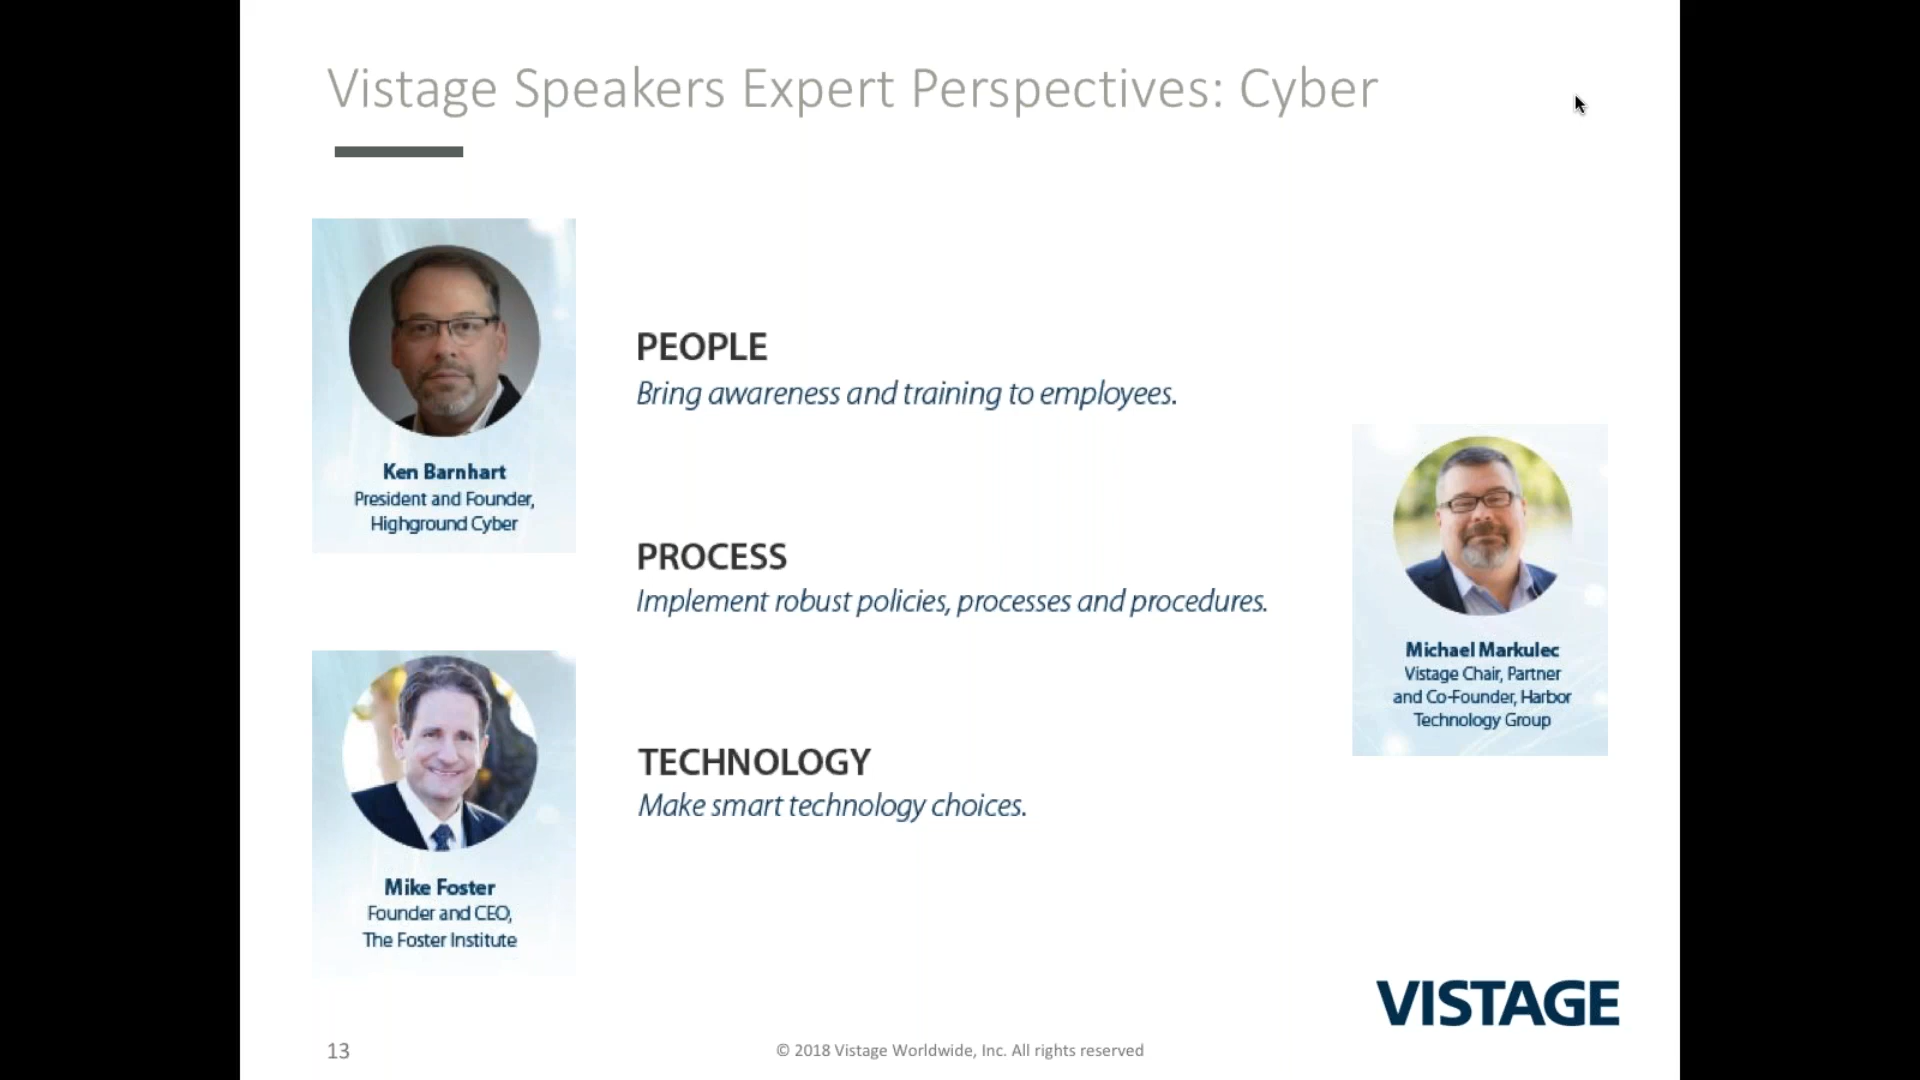 Vistage Speakers Expert Perspectives: Cyber
Ken Barnhart
President and Founder,
Highground Cyber
PEOPLE
Bring awareness and training to employees.
PROCESS
Implement robust policies, processes and procedures.
Michael Markulec
Vistage Chair, Partner
and Co-Founder, Harbor
Technology Group
Mike Foster
Founder and CEO,
The Foster Institute
TECHNOLOGY
Make smart technology choices.
VISTAGE
13
© 2018 Vistage Worldwide, Inc. All rights reserved